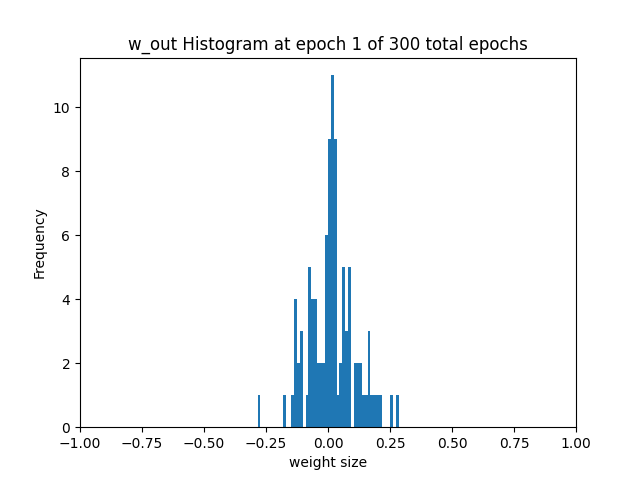 w_out Histogram at epoch 1 of 300 total epochs
Frequency
10
8
6
4
2
0
−1.00 −0.75 −0.50 −0.25 0.00 0.25 0.50 0.75 1.00
weight size